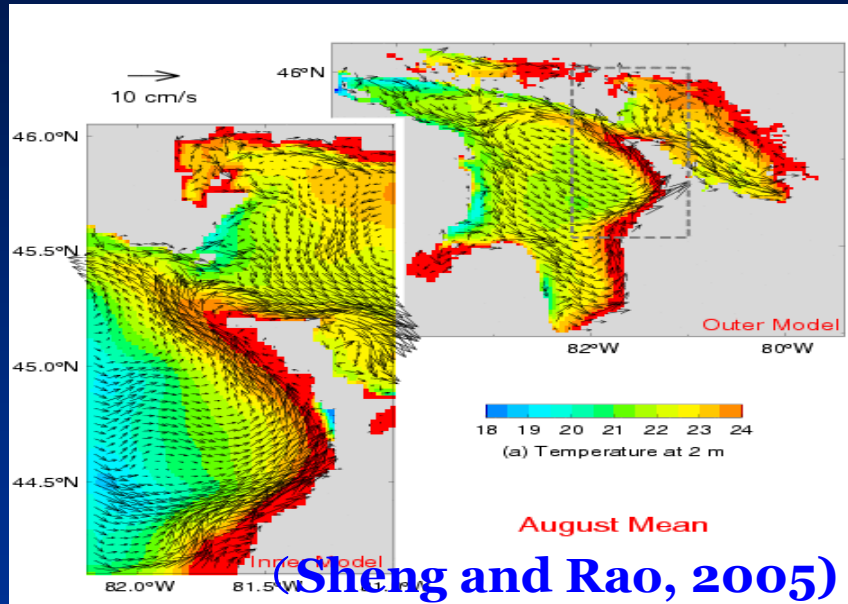 46°N
10 cm/s
46.0°N
45.5°N
45.0°N
44.5°N
82.0°W
81.5°W
Inner Model
Outer Model
82°W
80°W
18 19 20 21 22 23 24
(a) Temperature at 2 m
August Mean
(Sheng and Rao, 2005)